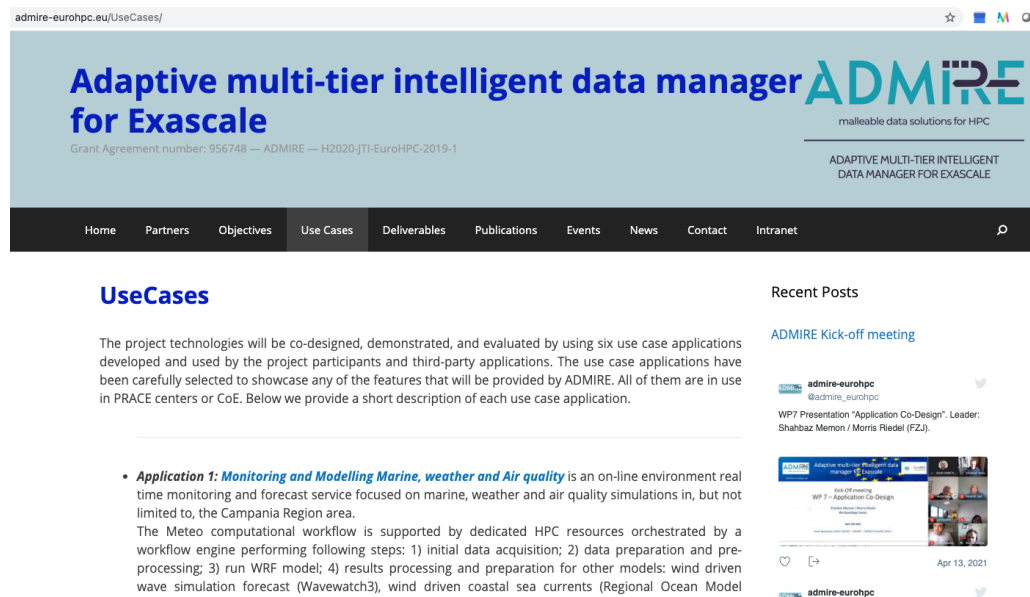 admire-eurohpc.eu/UseCases/
Adaptive multi-tier intelligent data manager
for Exascale
Grant Agreement number: 956748 — ADMIRE — H2020-JTI-EuroHPC-2019-1
ADMIRE
malleable data solutions for HPC
ADAPTIVE MULTI-TIER INTELLIGENT
DATA MANAGER FOR EXASCALE
Home Partners Objectives Use Cases Deliverables Publications Events News Contact Intranet
UseCases
The project technologies will be co-designed, demonstrated, and evaluated by using six use case applications
developed and used by the project participants and third-party applications. The use case applications have
been carefully selected to showcase any of the features that will be provided by ADMIRE. All of them are in use
in PRACE centers or CoE. Below we provide a short description of each use case application.
• Application 1: Monitoring and Modelling Marine, weather and Air quality is an on-line environment real
time monitoring and forecast service focused on marine, weather and air quality simulations in, but not
limited to, the Campania Region area.
The Meteo computational workflow is supported by dedicated HPC resources orchestrated by a
workflow engine performing following steps: 1) initial data acquisition; 2) data preparation and pre-
processing; 3) run WRF model; 4) results processing and preparation for other models: wind driven
wave simulation forecast (Wavewatch3), wind driven coastal sea currents (Regional Ocean Model
Recent Posts
ADMIRE Kick-off meeting
admire-eurohpc
@admire_eurohpc
WP7 Presentation "Application Co-Design". Leader:
Shahbaz Memon / Morris Riedel (FZJ).
ADMIRE
Adaptive multi-tier intelligent data
manager for Exascale
Kick-Off meeting
WP 7 – Application Co-Design
Apr 13, 2021
admire-eurohpc